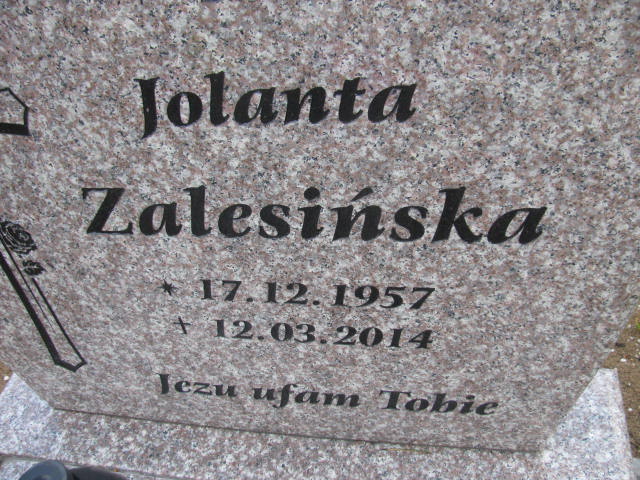 Jolanta
Zalesińska
* 17.12.1957
+ 12.03.2014
Jezu ufam Tobie